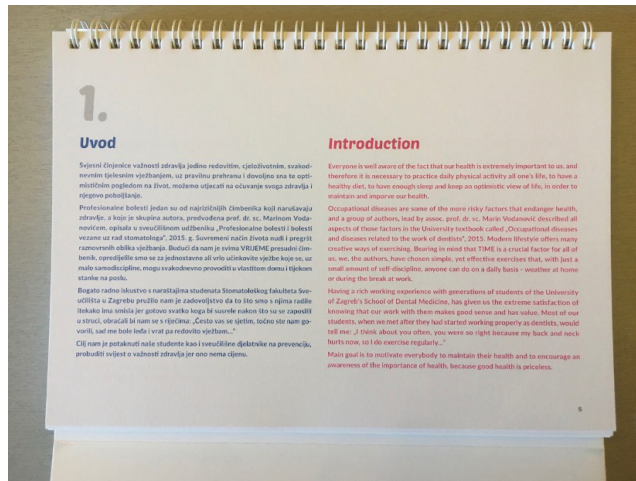 1.
Uvod
Svjesni činjenice važnosti zdravlja jedino redovitim, cjeloživotnim, svakod-
nevnim tjelesnim vježbanjem, uz pravilnu prehranu i dovoljno sna te opti-
mističnim pogledom na život, možemo utjecati na očuvanje svoga zdravlja i
njegovo poboljšanje.
Profesionalne bolesti jedan su od najrizičnijih čimbenika koji narušavaju
zdravlje, a koje je skupina autora, predvođena prof. dr. sc. Marinom Voda-
novićem, opisala u sveučilišnom udžbeniku „Profesionalne bolesti i bolesti
vezane uz rad stomatologa", 2015. g. Suvremeni način života nudi i pregršt
raznovrsnih oblika vježbanja. Budući da nam je svima VRIJEME presudni čim-
benik, opredijelile smo se za jednostavne ali vrlo učinkovite vježbe koje se, uz
malo samodiscipline, mogu svakodnevno provoditi u vlastitom domu i tijekom
stanke na poslu.
Bogato radno iskustvo s naraštajima studenata Stomatološkog fakulteta Sve-
učilišta u Zagrebu pružilo nam je zadovoljstvo da to što smo s njima radile
itekako ima smisla jer gotovo svatko koga bi susrele nakon što su se zaposlili
u struci, obraćali bi nam se s riječima: „Često vas se sjetim, točno ste nam go-
vorili, sad me bole leđa i vrat pa redovito vježbam..."
Cilj nam je potaknuti naše studente kao i sveučilišne djelatnike na prevenciju,
probuditi svijest o važnosti zdravlja jer ono nema cijenu.
Introduction
Everyone is well aware of the fact that our health is extremely important to us, and
therefore it is necessary to practice daily physical activity all one's life, to have a
healthy diet, to have enough sleep and keep an optimistic view of life, in order to
maintain and imporve our health.
Occupational diseases are some of the more risky factors that endanger health,
and a group of authors, lead by assoc. prof. dr. sc. Marin Vodanović described all
aspects of those factors in the University textbook called „Occupational diseases
and diseases related to the work of dentists", 2015. Modern lifestyle offers many
creative ways of exercising. Bearing in mind that TIME is a crucial factor for all of
us, we, the authors, have chosen simple, yet effective exercises that, with just a
small amount of self-discipline, anyone can do on a daily basis - weather at home
or during the break at work.
Having a rich working experience with generations of students of the University
of Zagreb's School of Dental Medicine, has given us the extreme satisfaction of
knowing that our work with them makes good sense and has value. Most of our
students, when we met after they had started working properly as dentists, would
tell me: „I think about you often, you were so right because my back and neck
hurts now, so I do exercise regularly..."
Main goal is to motivate everybody to maintain their health and to encourage an
awareness of the importance of health, because good health is priceless.
5